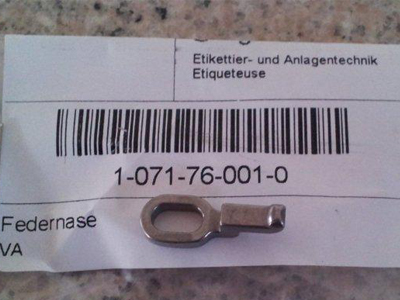 Etikettier- und Anlagentechnik
Etiqueteuse
1-071-76-001-0
Federnase
VA